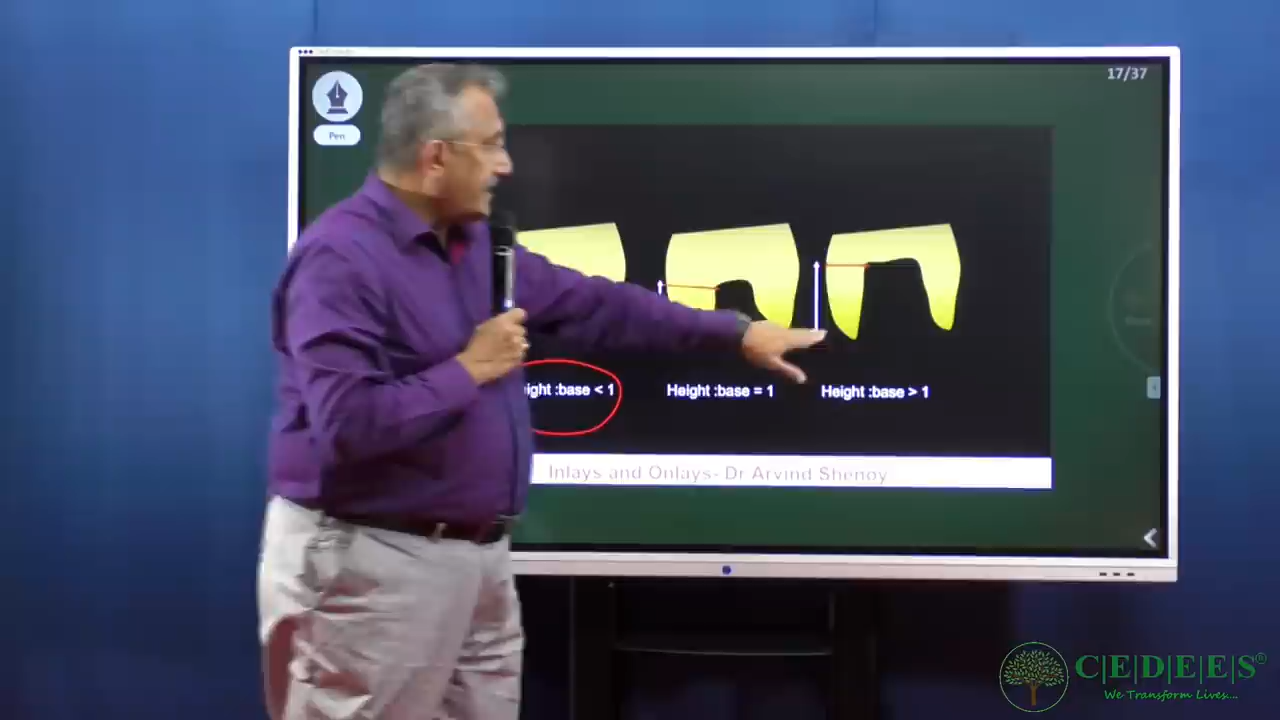 17/37
Pen
ight :base < 1
Height :base = 1
Height :base > 1
Inlays and Onlays- Dr Arvind Shenoy
C|E|D|E|E|S®
We Transform Lives...